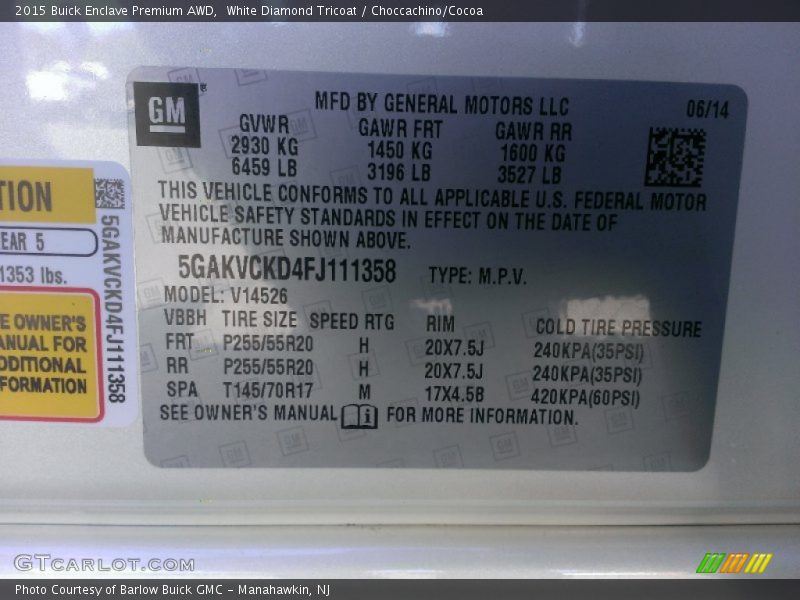 2015 Buick Enclave Premium AWD,  White Diamond Tricoat / Choccachino/Cocoa
GM
MFD BY GENERAL MOTORS LLC
06/14
GVWR GAWR FRT GAWR RR
2930 KG 1450 KG 1600 KG
6459 LB 3196 LB 3527 LB
THIS VEHICLE CONFORMS TO ALL APPLICABLE U.S. FEDERAL MOTOR
VEHICLE SAFETY STANDARDS IN EFFECT ON THE DATE OF
MANUFACTURE SHOWN ABOVE.
5GAKVCKD4FJ111358 TYPE: M.P.V.
MODEL: V14526
VBBH TIRE SIZE SPEED RTG RIM COLD TIRE PRESSURE
FRT P255/55R20 H 20X7.5J 240KPA(35PSI)
RR P255/55R20 H 20X7.5J 240KPA(35PSI)
SPA T145/70R17 M 17X4.5B 420KPA(60PSI)
SEE OWNER'S MANUAL FOR MORE INFORMATION.
TION
EAR 5
1353 lbs.
E OWNER'S
ANUAL FOR
DDITIONAL
FORMATION
5GAKVCKD4FJ111358
GTCARLOT.COM
Photo Courtesy of Barlow Buick GMC - Manahawkin, NJ